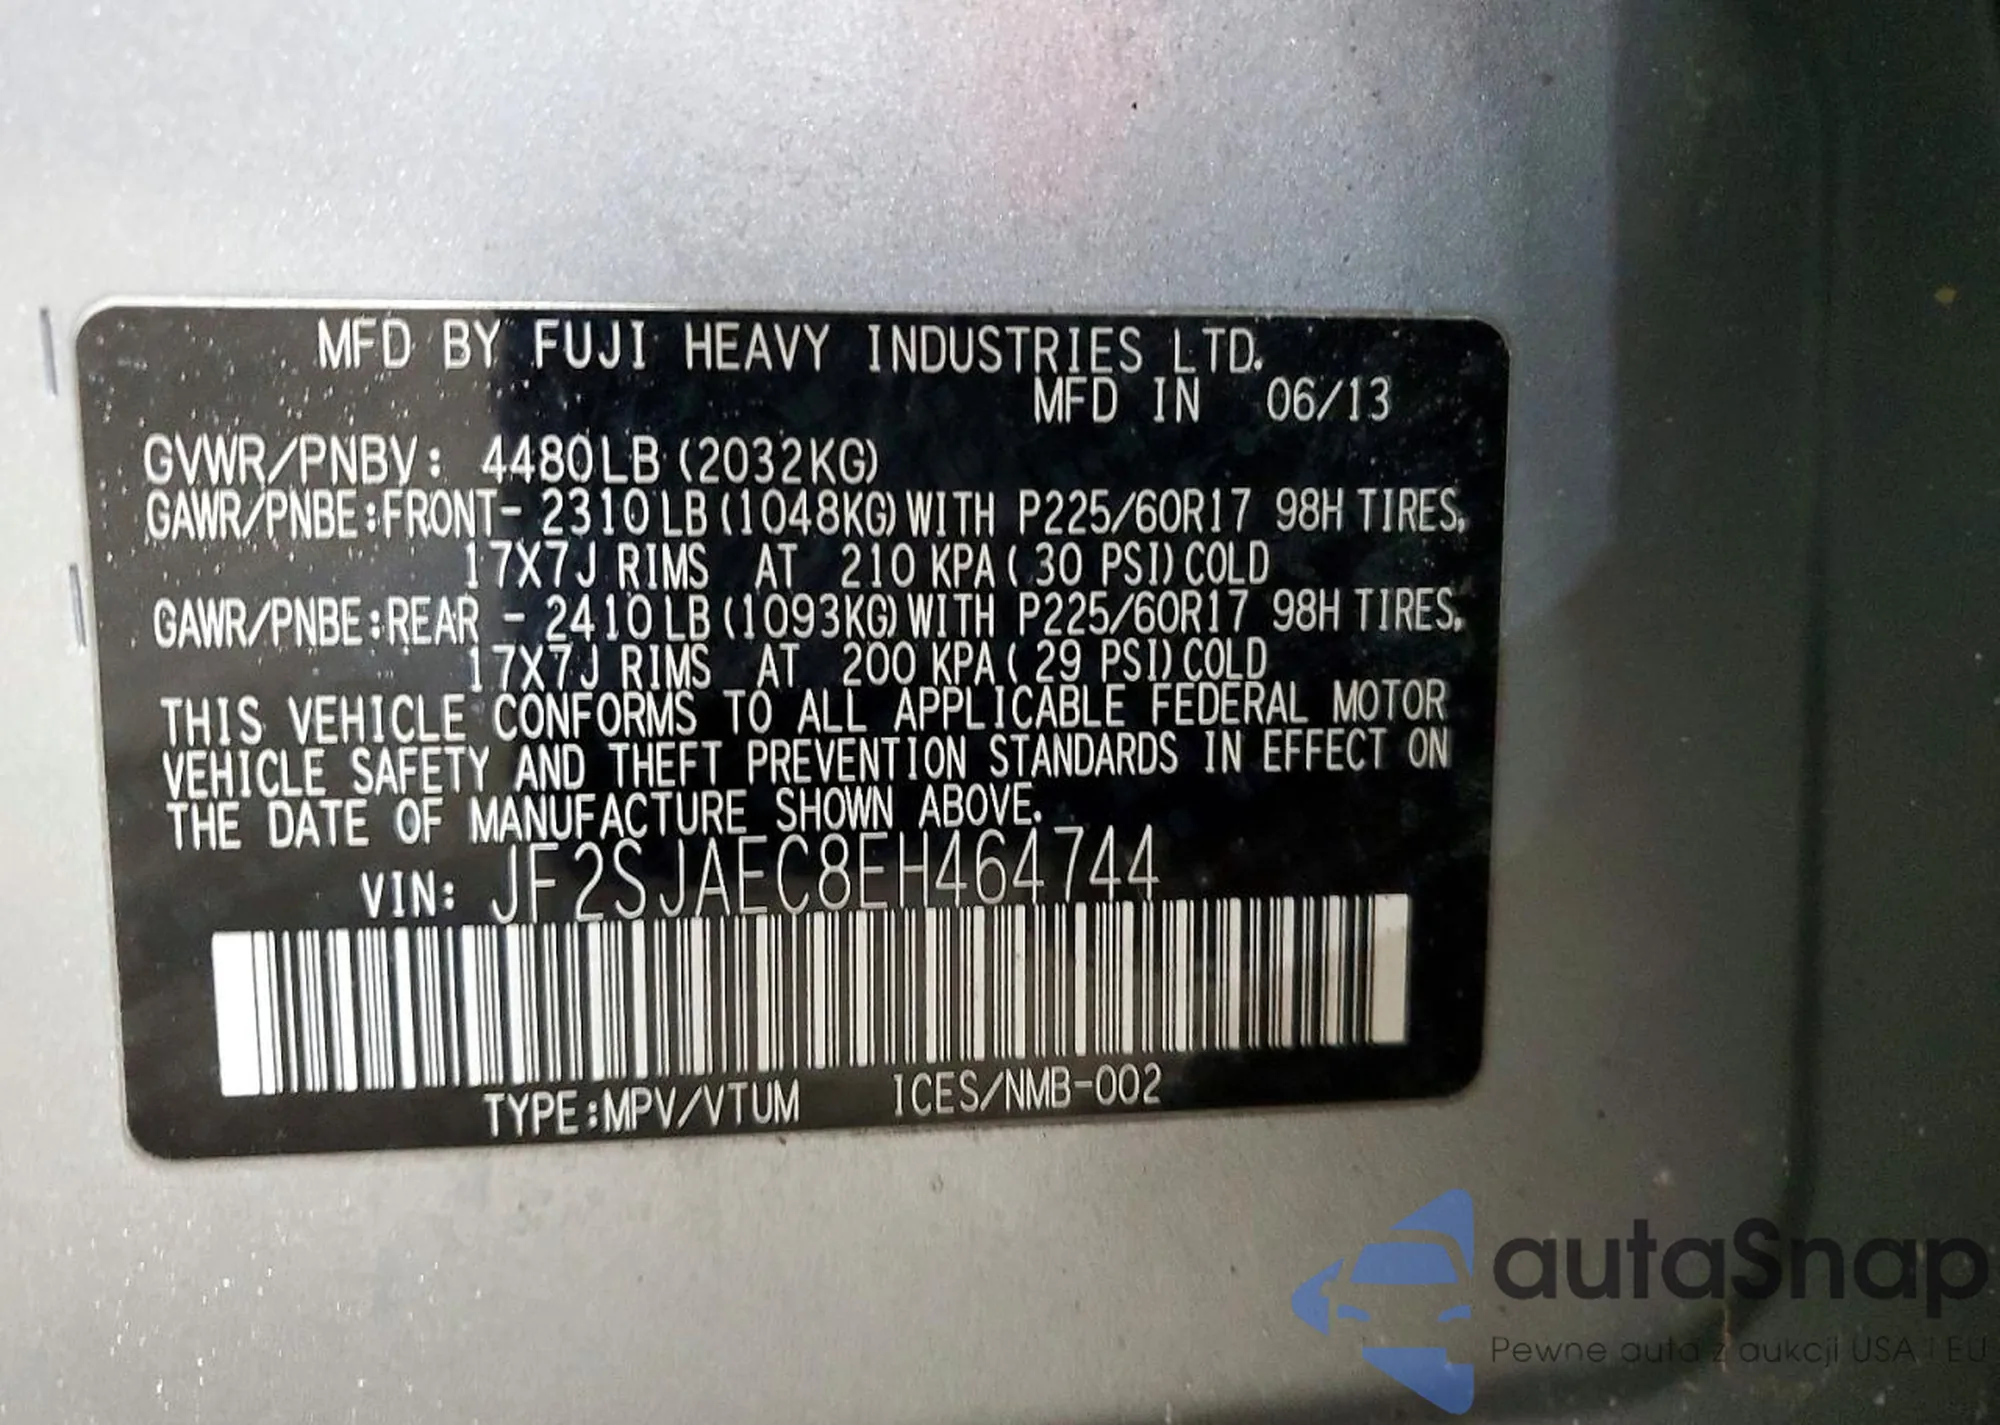 MFD BY FUJI HEAVY INDUSTRIES LTD.
MFD IN 06/13
GVWR/PNBV: 4480LB (2032KG)
GAWR/PNBE:FRONT- 2310LB (1048KG) WITH P225/60R17 98H TIRES,
17X7J RIMS AT 210 KPA ( 30 PSI) COLD
GAWR/PNBE:REAR - 2410LB (1093KG) WITH P225/60R17 98H TIRES,
17X7J RIMS AT 200 KPA ( 29 PSI) COLD
THIS VEHICLE CONFORMS TO ALL APPLICABLE FEDERAL MOTOR
VEHICLE SAFETY AND THEFT PREVENTION STANDARDS IN EFFECT ON
THE DATE OF MANUFACTURE SHOWN ABOVE.
VIN: JF2SJAEC8EH464744
TYPE:MPV/VTUM ICES/NMB-002
autaSnap
Pewne auta z aukcji USA i EU